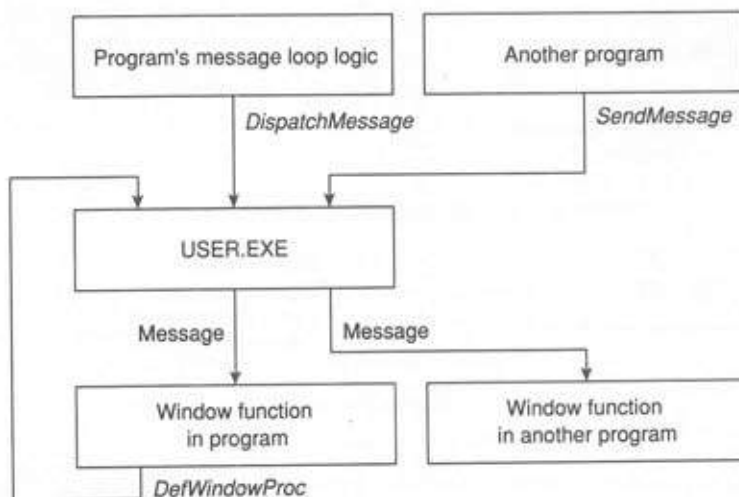 Program's message loop logic
Another program
DispatchMessage
SendMessage
USER.EXE
Message
Message
Window function
in program
Window function
in another program
DefWindowProc